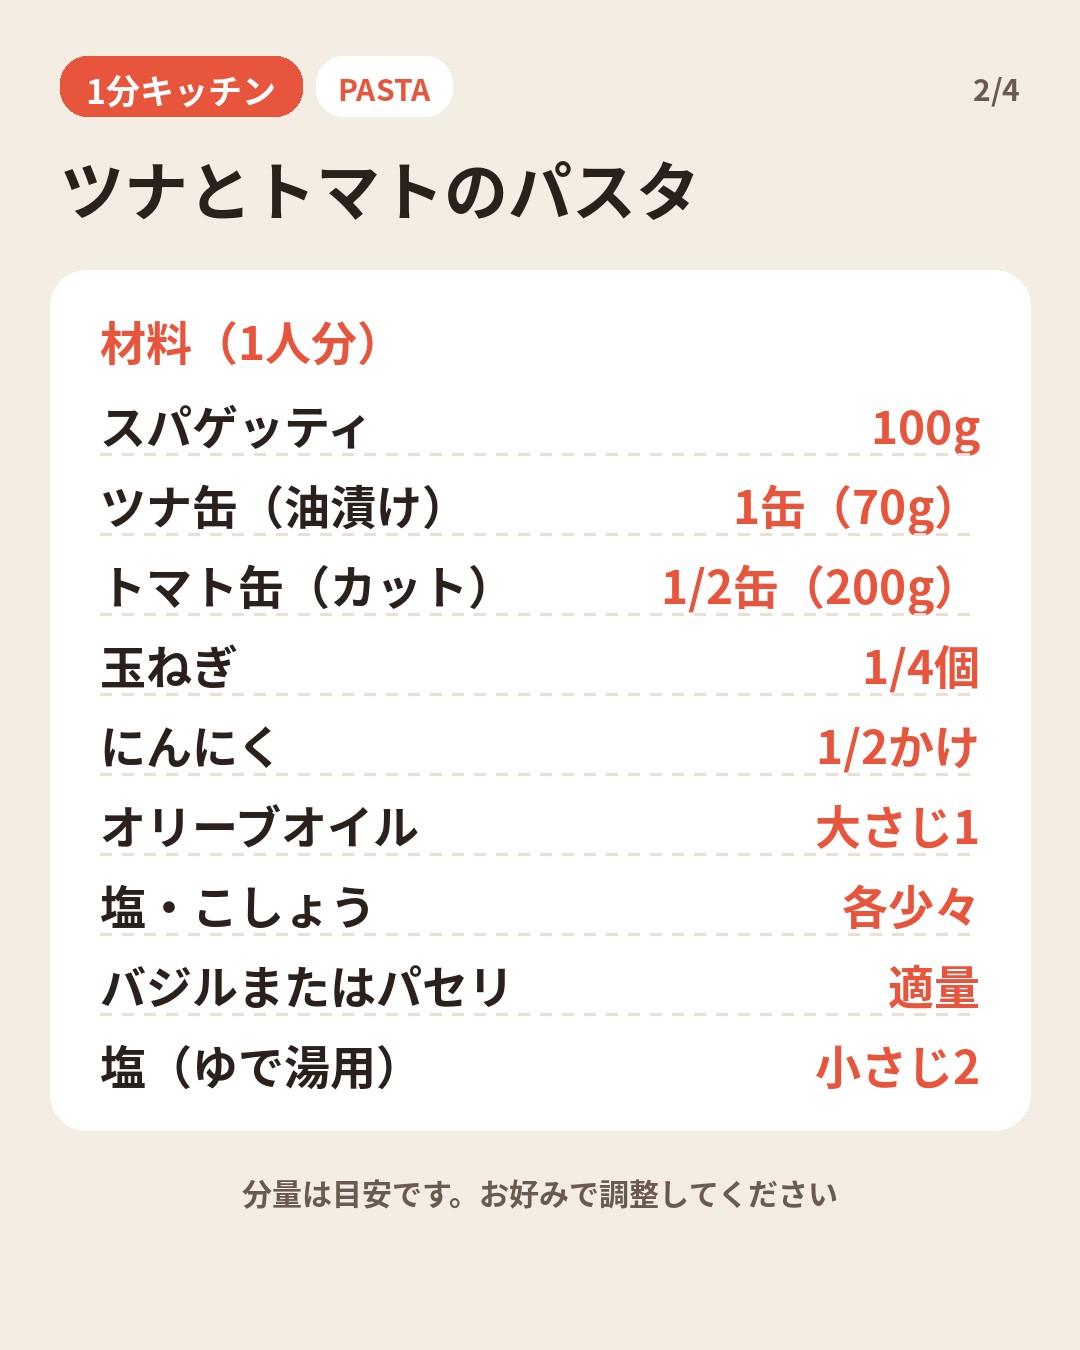 1分キッチン PASTA 2/4
ツナとトマトのパスタ
材料（1人分）
スパゲッティ 100g
ツナ缶（油漬け） 1缶（70g）
トマト缶（カット） 1/2缶（200g）
玉ねぎ 1/4個
にんにく 1/2かけ
オリーブオイル 大さじ1
塩・こしょう 各少々
バジルまたはパセリ 適量
塩（ゆで湯用） 小さじ2
分量は目安です。お好みで調整してください